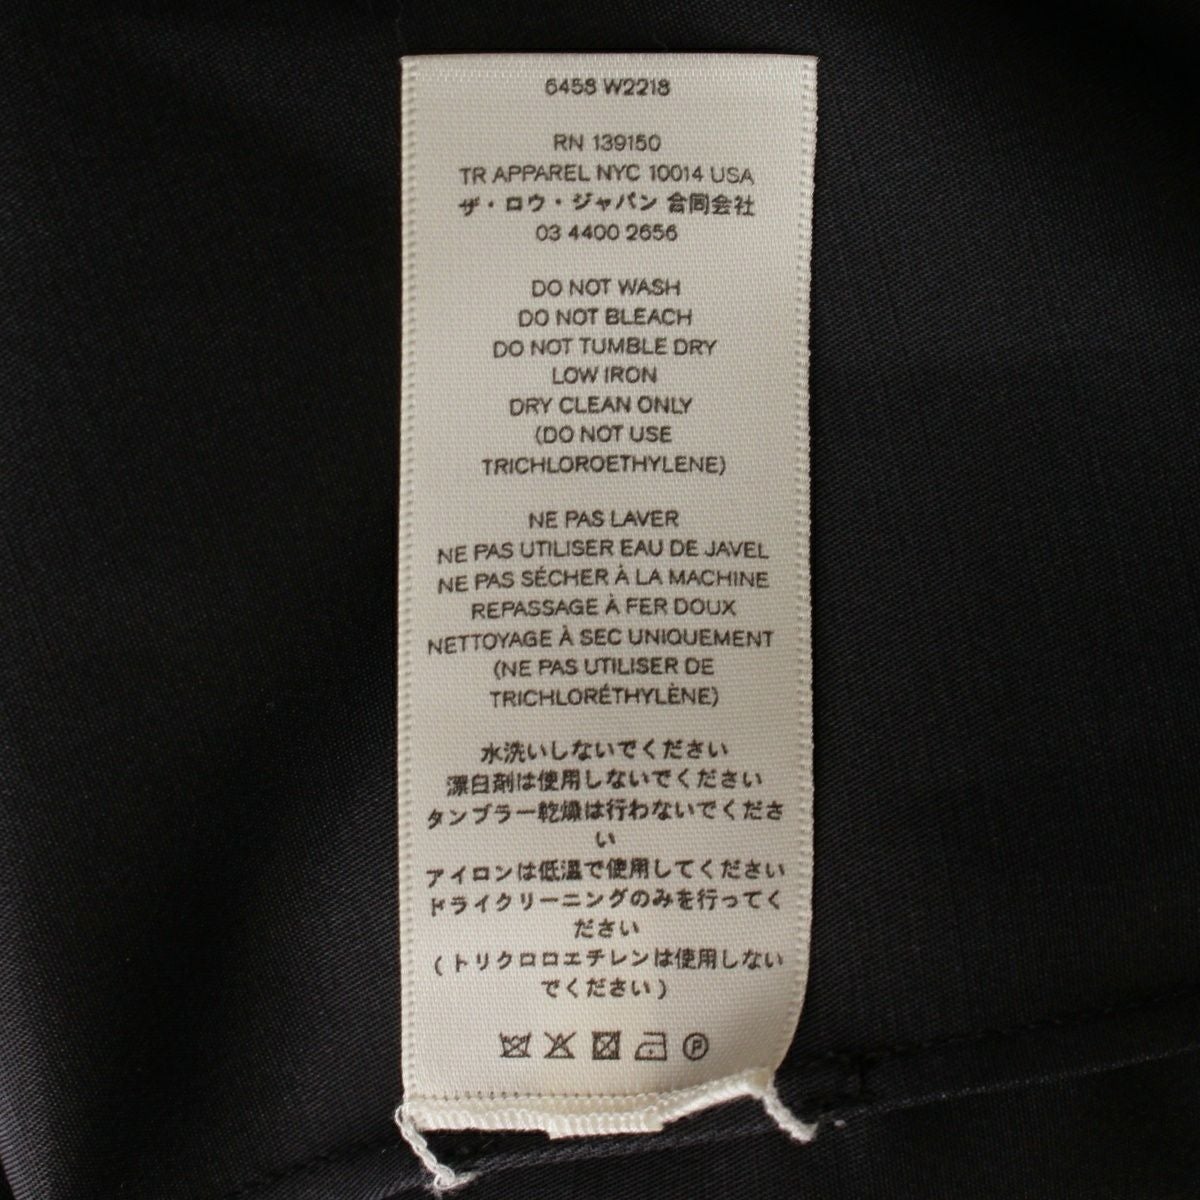 6458 W2218
RN 139150
TR APPAREL NYC 10014 USA
ザ・ロウ・ジャパン 合同会社
03 4400 2656
DO NOT WASH
DO NOT BLEACH
DO NOT TUMBLE DRY
LOW IRON
DRY CLEAN ONLY
(DO NOT USE
TRICHLOROETHYLENE)
NE PAS LAVER
NE PAS UTILISER EAU DE JAVEL
NE PAS SÉCHER À LA MACHINE
REPASSAGE À FER DOUX
NETTOYAGE À SEC UNIQUEMENT
(NE PAS UTILISER DE
TRICHLORÉTHYLÈNE)
水洗いしないでください
漂白剤は使用しないでください
タンブラー乾燥は行わないでくださ
い
アイロンは低温で使用してください
ドライクリーニングのみを行ってく
ださい
(トリクロロエチレンは使用しない
でください)
P